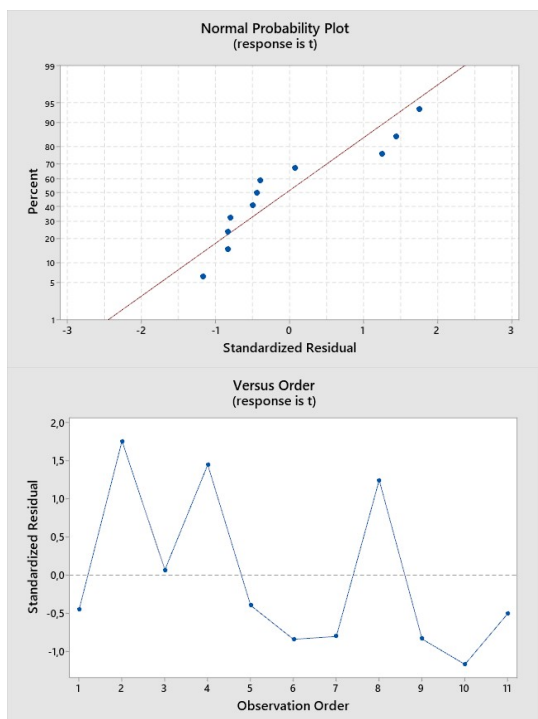 Normal Probability Plot
(response is t)
99
95
90
80
70
60
50
40
30
20
10
5
1
Percent
-3 -2 -1 0 1 2 3
Standardized Residual
Versus Order
(response is t)
2,0
1,5
1,0
0,5
0,0
-0,5
-1,0
Standardized Residual
1 2 3 4 5 6 7 8 9 10 11
Observation Order